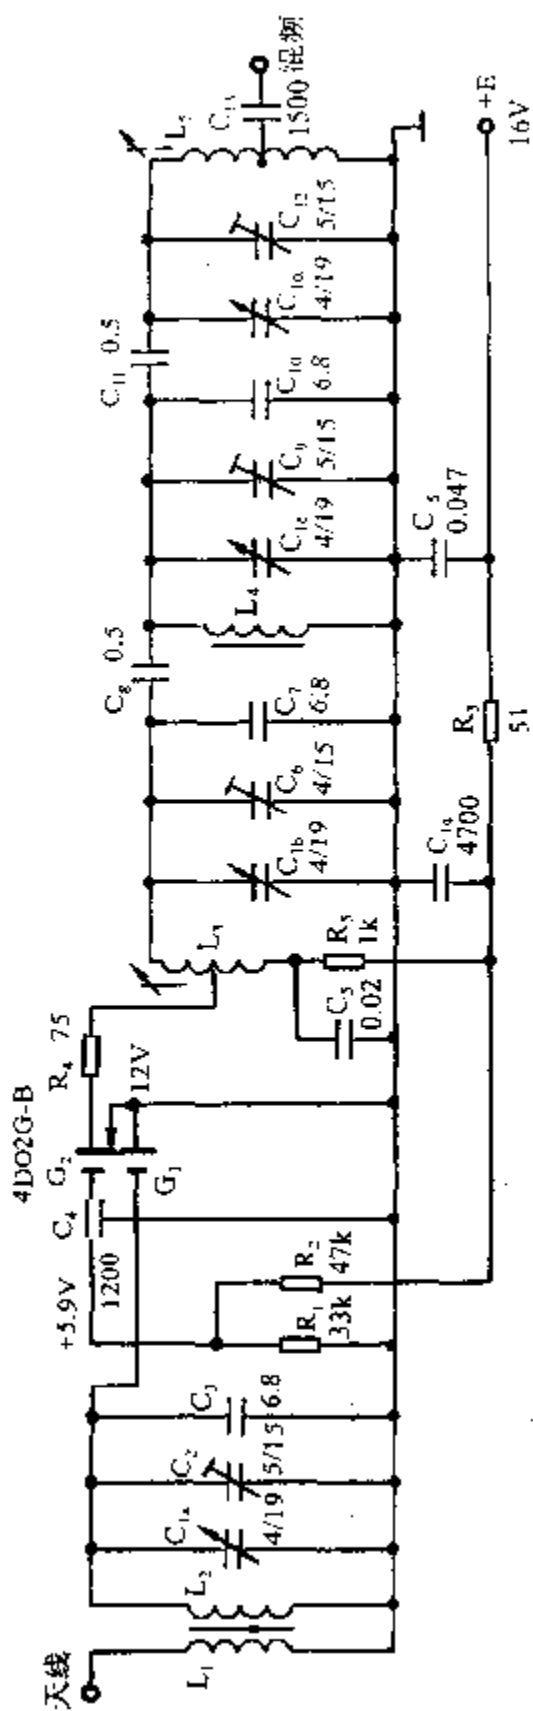 天线
L₁
L₂
C₁ₐ
4/19
C₂
5/15
C₃
6.8
+5.9V
C₄
1200
R₁
33k
R₂
47k
4DO2G-B
G₂
G₁
12V
R₄ 75
L₃
C₅
0.02
R₅
1k
C₁b
4/19
C₆
4/15
C₇
6.8
C₈ 0.5
L₄
C₁c
4/19
C₉
5/15
C₁₀
6.8
C₁₁ 0.5
4/19
C₁₂
5/15
L₅
C₁₃
1500
混频
C₁₄
4700
R₃
51
0.047
+E
16V